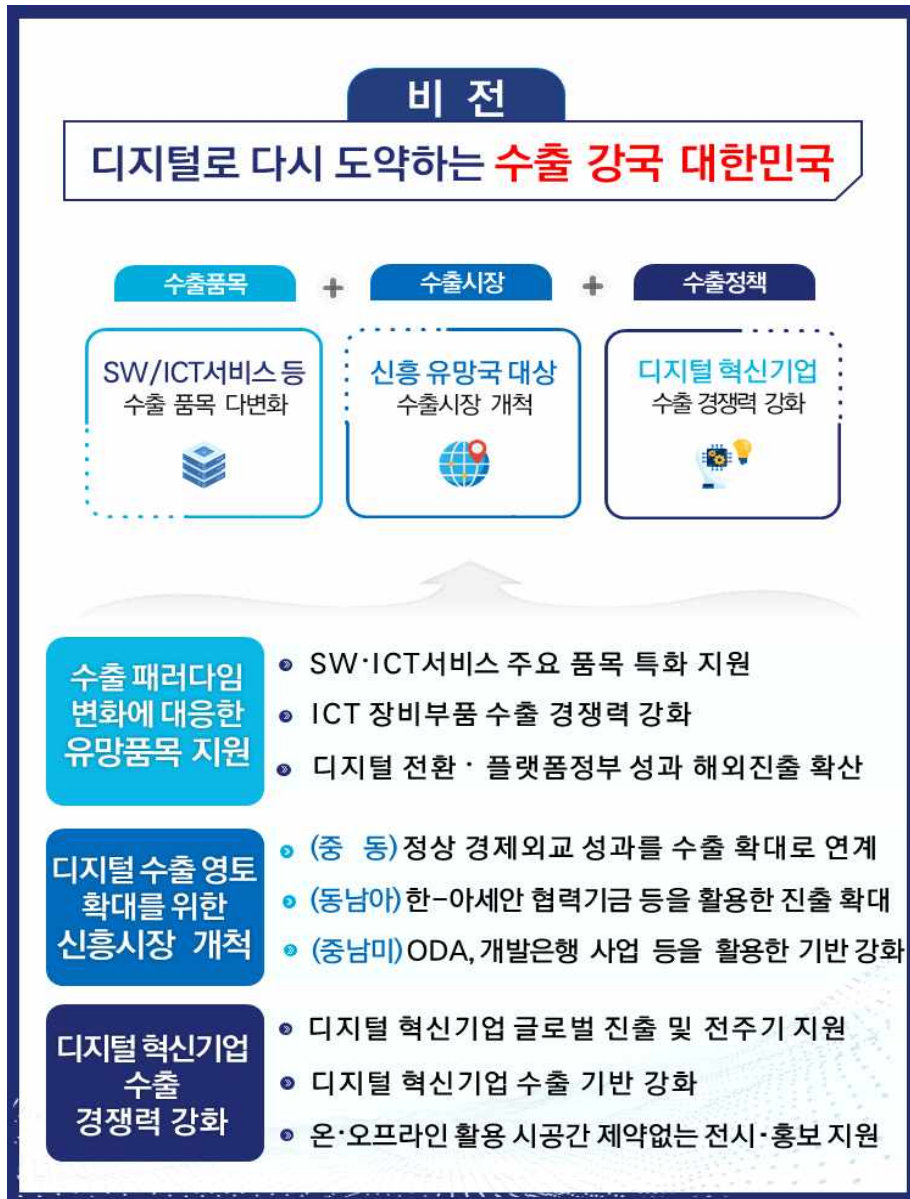 비 전
디지털로 다시 도약하는 수출 강국 대한민국
수출품목
SW/ICT서비스 등
수출 품목 다변화
수출시장
신흥 유망국 대상
수출시장 개척
수출정책
디지털 혁신기업
수출 경쟁력 강화
수출 패러다임
변화에 대응한
유망품목 지원
SW·ICT서비스 주요 품목 특화 지원
ICT 장비부품 수출 경쟁력 강화
디지털 전환 · 플랫폼정부 성과 해외진출 확산
디지털 수출 영토
확대를 위한
신흥시장 개척
(중 동) 정상 경제외교 성과를 수출 확대로 연계
(동남아) 한-아세안 협력기금 등을 활용한 진출 확대
(중남미) ODA, 개발은행 사업 등을 활용한 기반 강화
디지털 혁신기업
수출
경쟁력 강화
디지털 혁신기업 글로벌 진출 및 전주기 지원
디지털 혁신기업 수출 기반 강화
온·오프라인 활용 시공간 제약없는 전시·홍보 지원